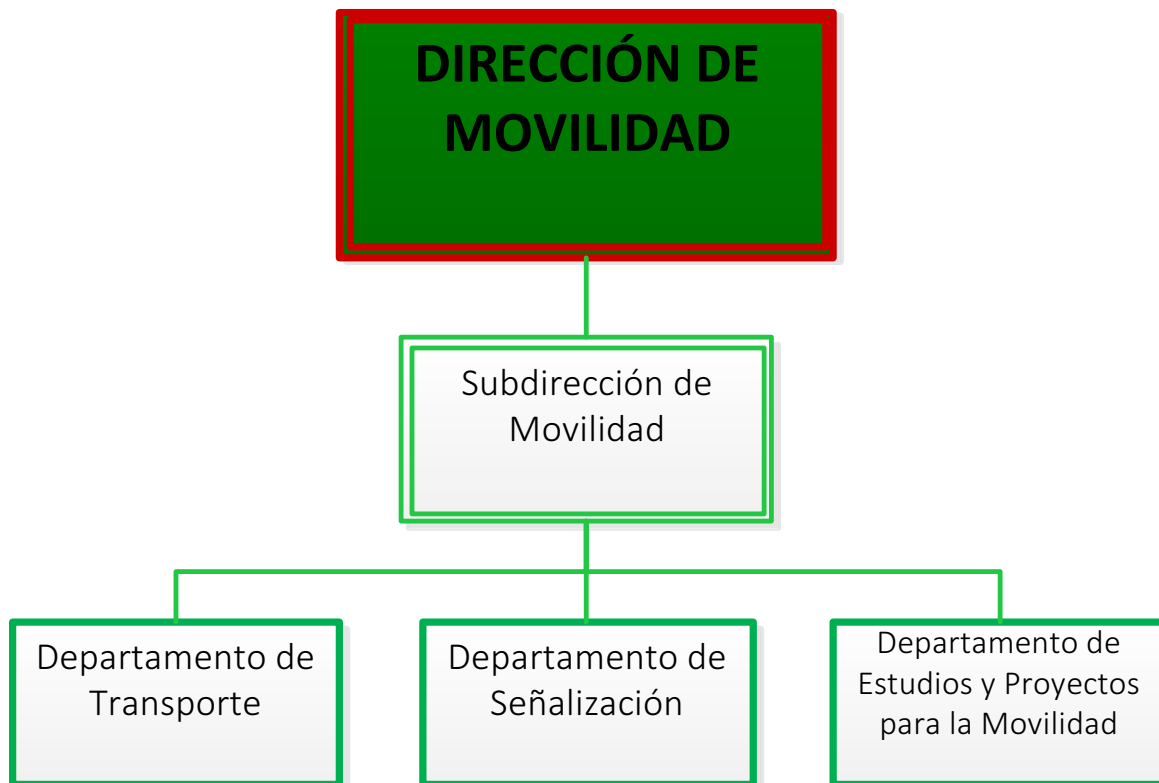 DIRECCIÓN DE
MOVILIDAD
Subdirección de
Movilidad
Departamento de
Transporte
Departamento de
Señalización
Departamento de
Estudios y Proyectos
para la Movilidad